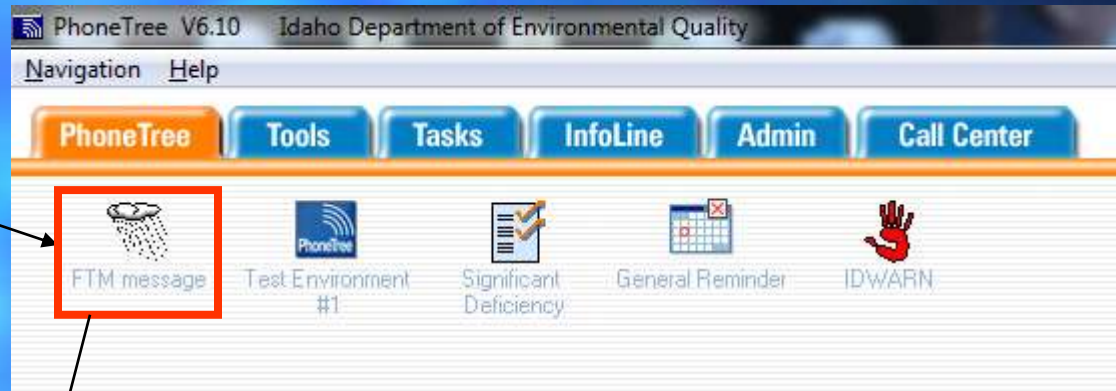 PhoneTree V6.10 Idaho Department of Environmental Quality
Navigation Help
PhoneTree Tools Tasks InfoLine Admin Call Center
PhoneTree
FTM message Test Environment #1 Significant Deficiency General Reminder IDWARN